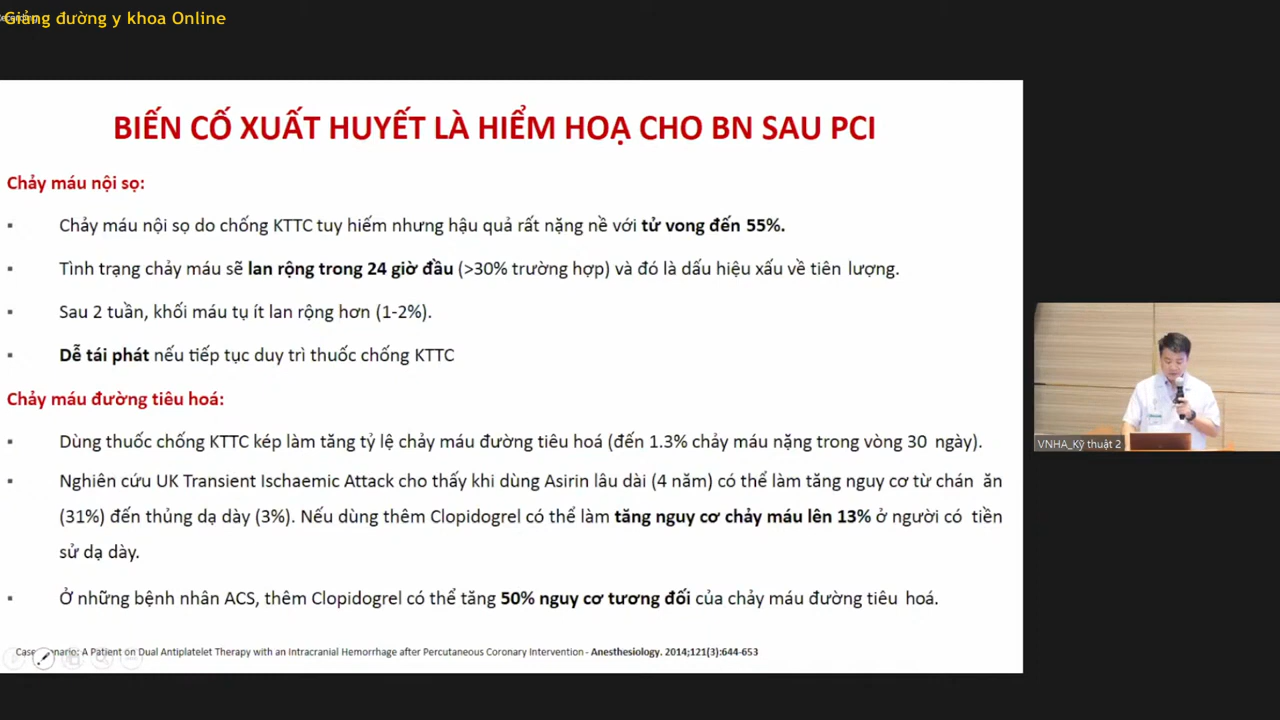 Giảng đường y khoa Online
BIẾN CỐ XUẤT HUYẾT LÀ HIỂM HOẠ CHO BN SAU PCI
Chảy máu nội sọ:
▪ Chảy máu nội sọ do chống KTTC tuy hiếm nhưng hậu quả rất nặng nề với tử vong đến 55%.
▪ Tình trạng chảy máu sẽ lan rộng trong 24 giờ đầu (>30% trường hợp) và đó là dấu hiệu xấu về tiên lượng.
▪ Sau 2 tuần, khối máu tụ ít lan rộng hơn (1-2%).
▪ Dễ tái phát nếu tiếp tục duy trì thuốc chống KTTC
Chảy máu đường tiêu hoá:
▪ Dùng thuốc chống KTTC kép làm tăng tỷ lệ chảy máu đường tiêu hoá (đến 1.3% chảy máu nặng trong vòng 30 ngày).
▪ Nghiên cứu UK Transient Ischaemic Attack cho thấy khi dùng Asirin lâu dài (4 năm) có thể làm tăng nguy cơ từ chán ăn
(31%) đến thủng dạ dày (3%). Nếu dùng thêm Clopidogrel có thể làm tăng nguy cơ chảy máu lên 13% ở người có tiền
sử dạ dày.
▪ Ở những bệnh nhân ACS, thêm Clopidogrel có thể tăng 50% nguy cơ tương đối của chảy máu đường tiêu hoá.
A Patient on Dual Antiplatelet Therapy with an Intracranial Hemorrhage after Percutaneous Coronary Intervention - Anesthesiology. 2014;121(3):644-653
VNHA_Kỹ thuật 2